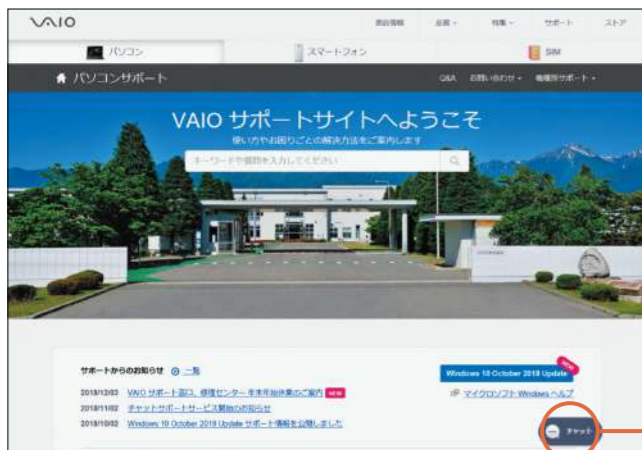 VAIO
商品情報 品質 特集 サポート ストア
パソコン スマートフォン SIM
パソコンサポート Q&A お問い合わせ 機種別サポート
VAIO サポートサイトへようこそ
使い方やお困りごとの解決方法をご案内します
キーワードや質問を入力してください
サポートからのお知らせ 一覧
Windows 10 October 2018 Update NEW
2018/12/03 VAIO サポート窓口、修理センター 年末年始休業のご案内 NEW
マイクロソフト Windows ヘルプ
2018/11/02 チャットサポートサービス開始のお知らせ
2018/10/02 Windows 10 October 2018 Update サポート情報を公開しました
チャット